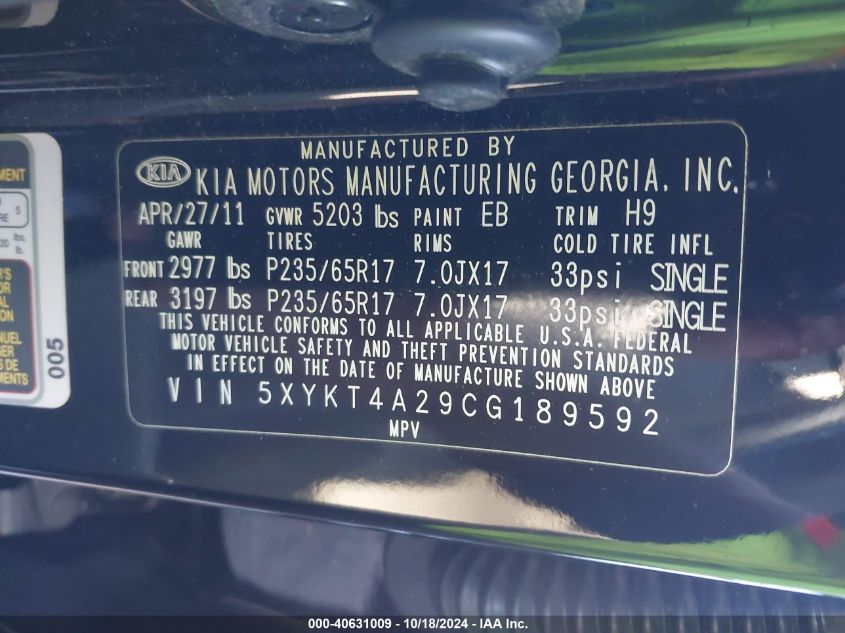 MANUFACTURED BY
KIA KIA MOTORS MANUFACTURING GEORGIA, INC.
APR/27/11 GVWR 5203 lbs PAINT EB TRIM H9
GAWR TIRES RIMS COLD TIRE INFL
FRONT 2977 lbs P235/65R17 7.0JX17 33psi SINGLE
REAR 3197 lbs P235/65R17 7.0JX17 33psi SINGLE
THIS VEHICLE CONFORMS TO ALL APPLICABLE U.S.A. FEDERAL
MOTOR VEHICLE SAFETY AND THEFT PREVENTION STANDARDS
IN EFFECT ON THE DATE OF MANUFACTURE SHOWN ABOVE
VIN 5XYKT4A29CG189592
MPV
5
20 lbs.
005
000-40631009 - 10/18/2024 - IAA Inc.